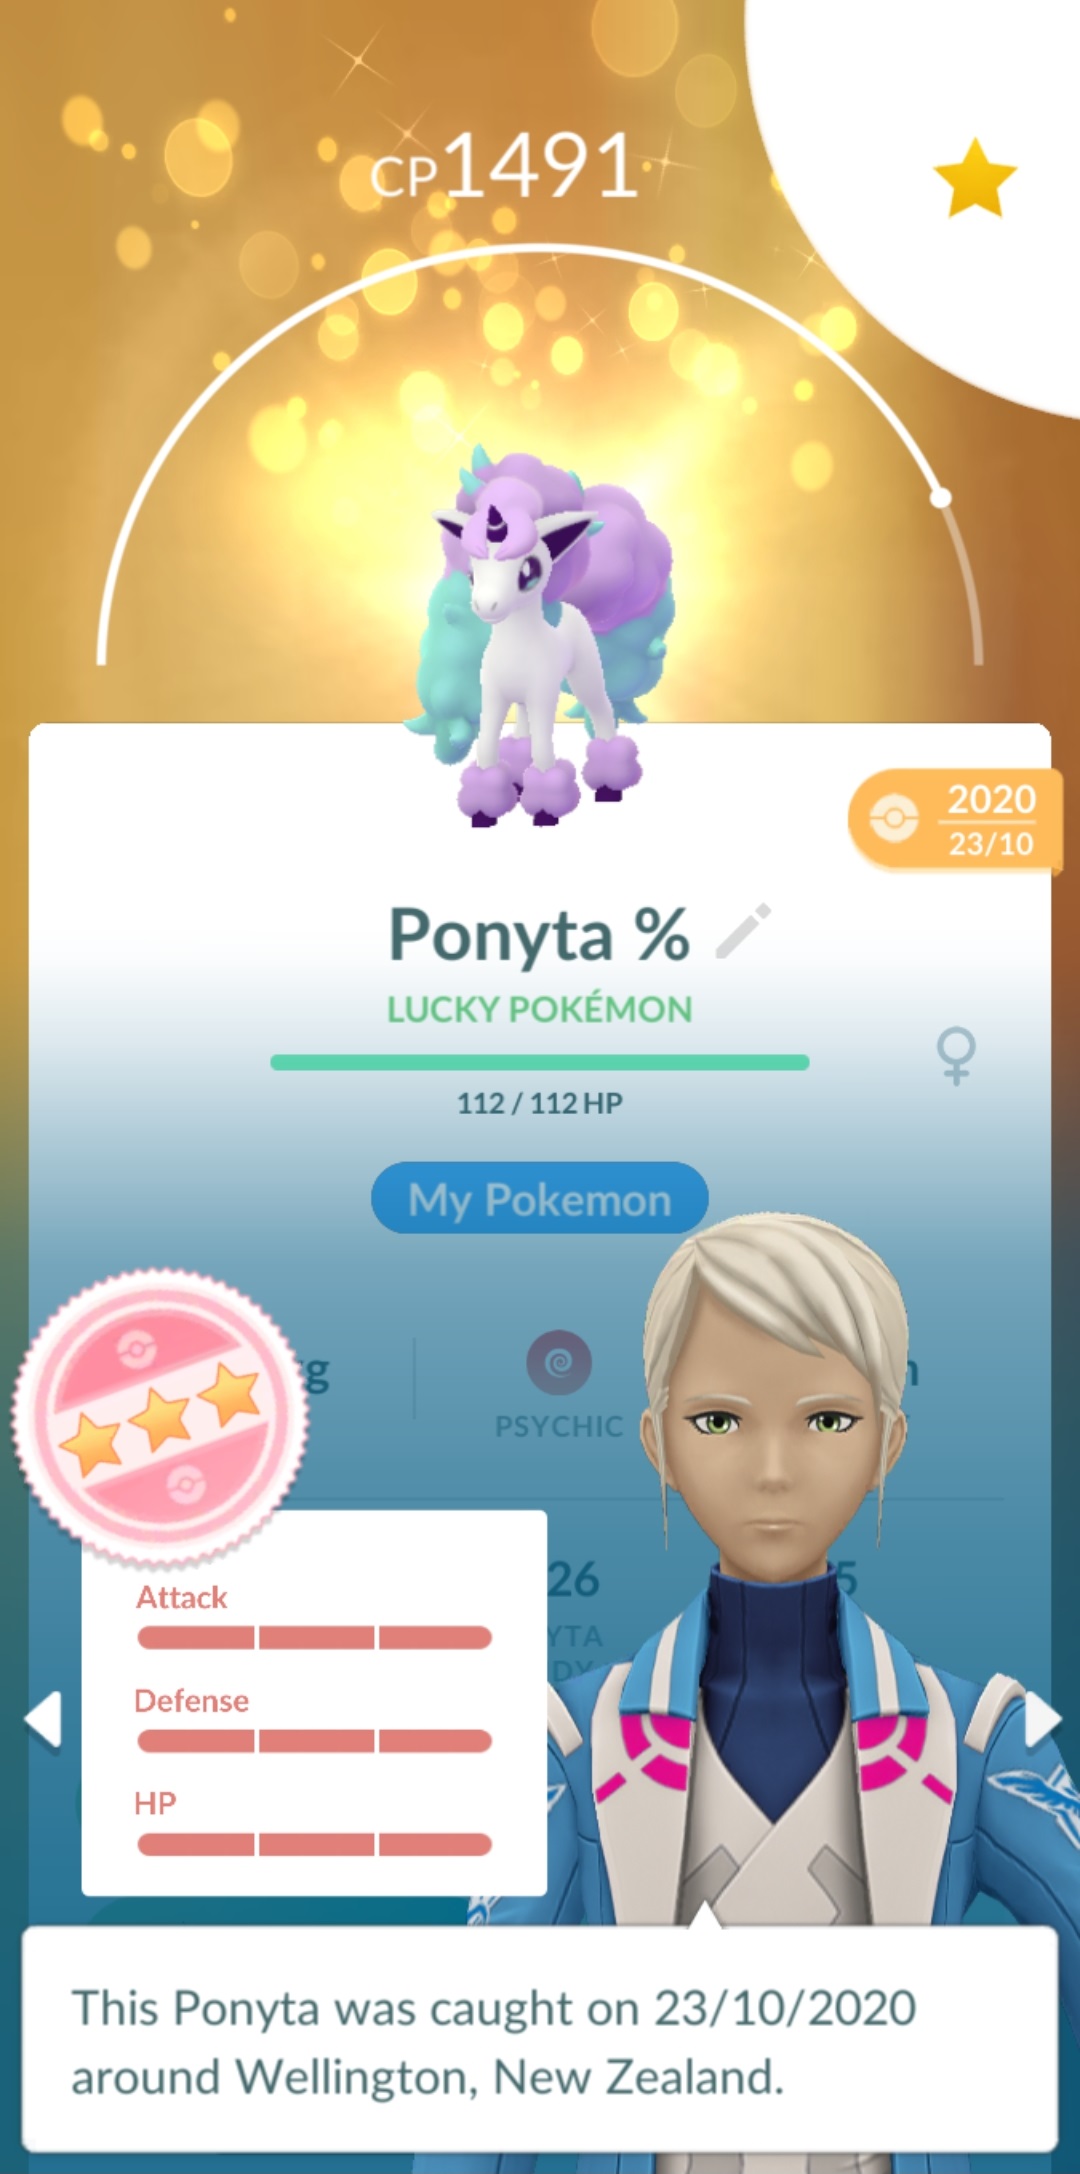 CP1491
2020
23/10
Ponyta %
LUCKY POKÉMON
112 / 112 HP
My Pokemon
PSYCHIC
Attack
Defense
HP
This Ponyta was caught on 23/10/2020
around Wellington, New Zealand.